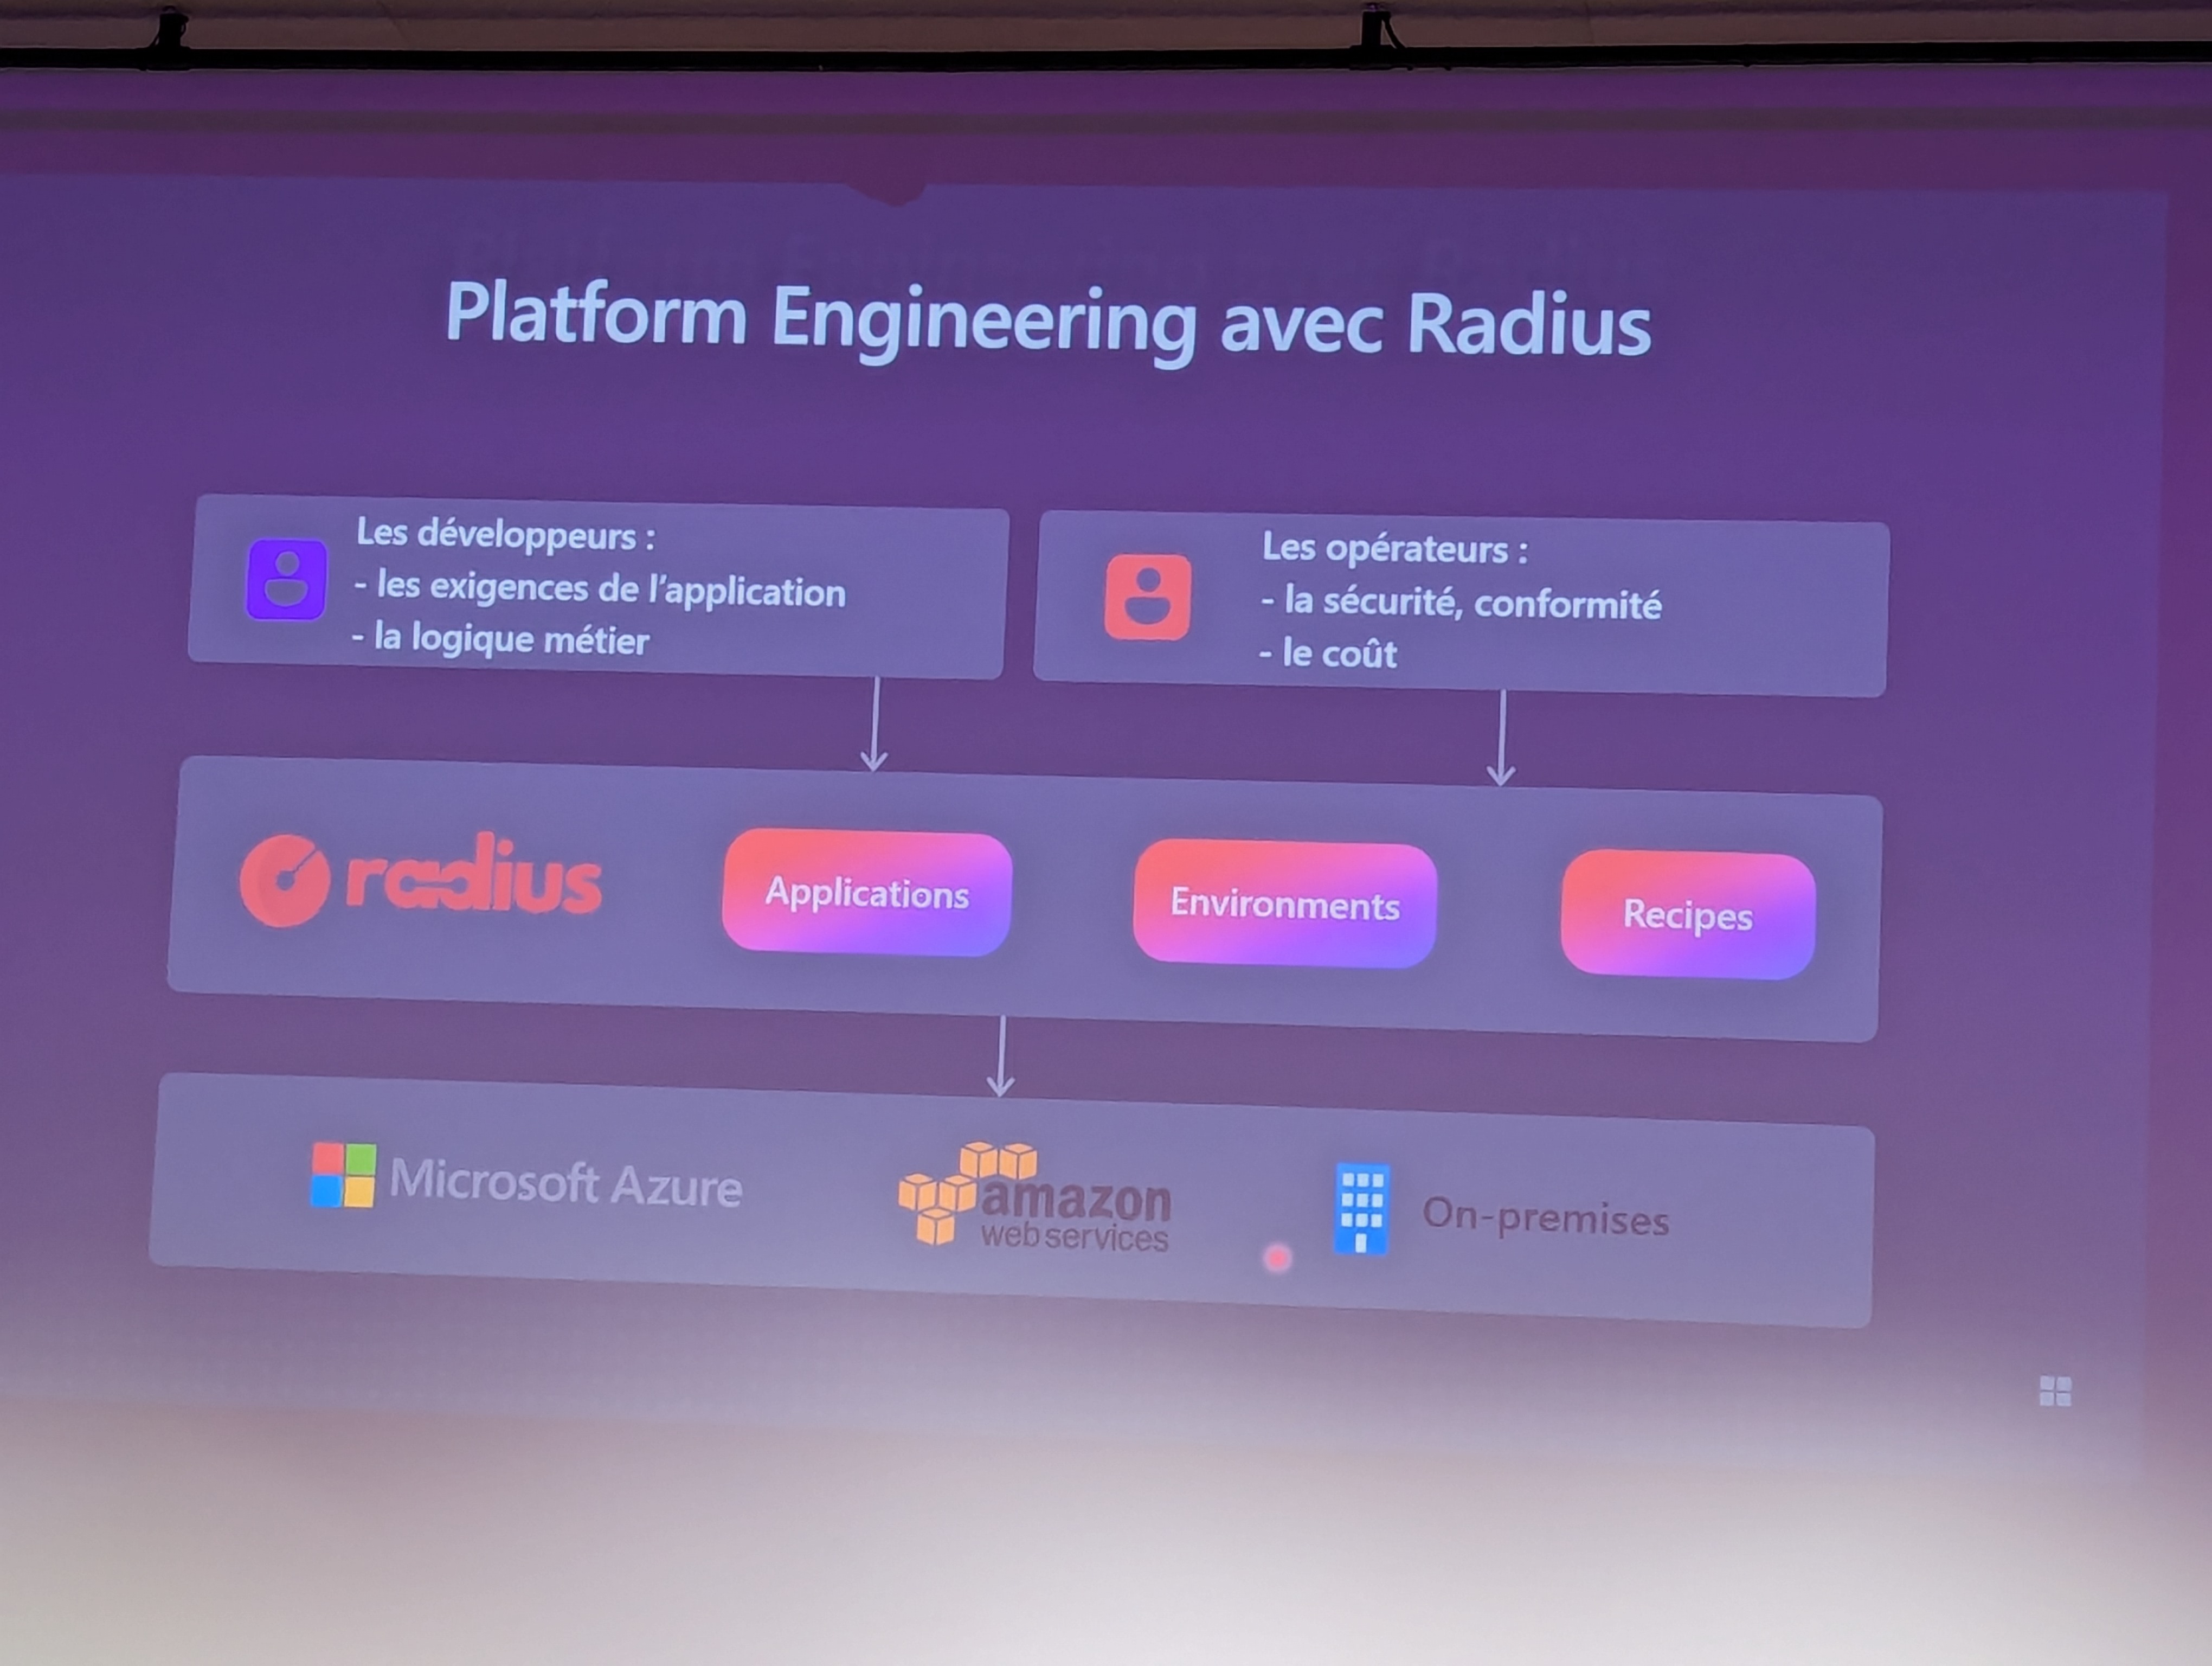 Platform Engineering avec Radius
Les développeurs :
- les exigences de l'application
- la logique métier
Les opérateurs :
- la sécurité, conformité
- le coût
radius
Applications
Environments
Recipes
Microsoft Azure
amazon
web services
On-premises